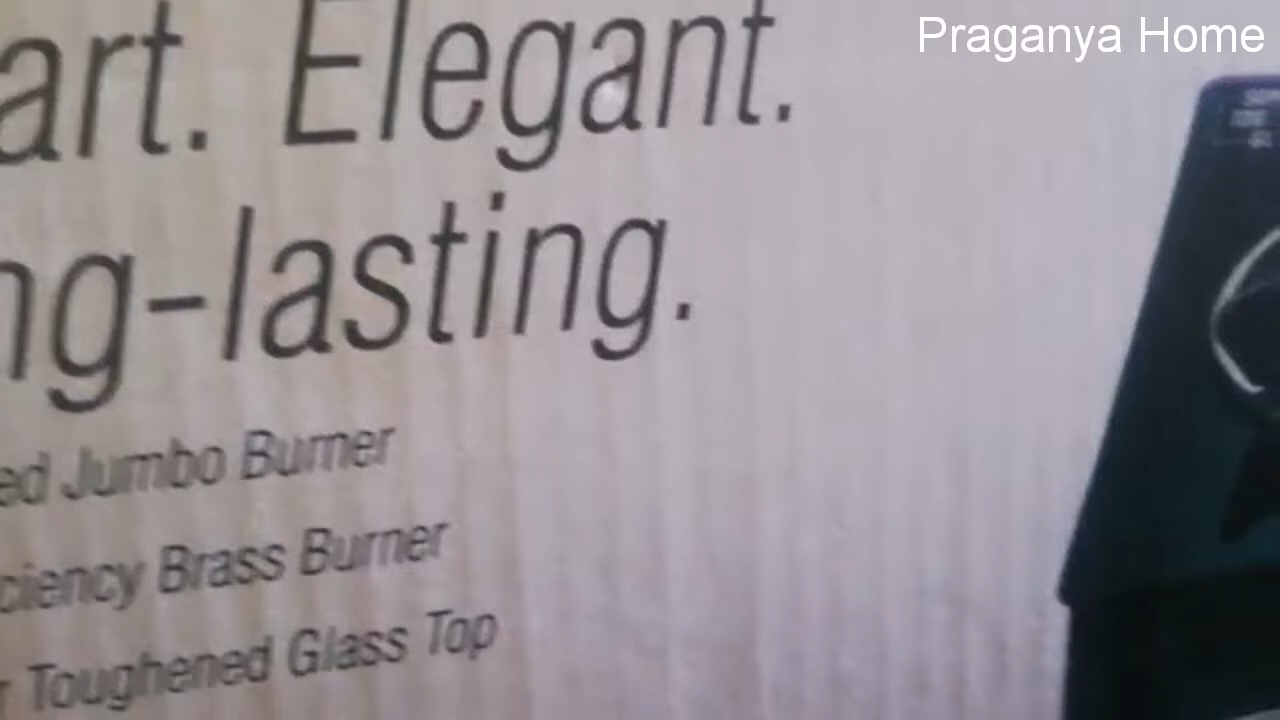 Praganya Home
art. Elegant.
ng-lasting.
ed Jumbo Burner
ciency Brass Burner
r Toughened Glass Top